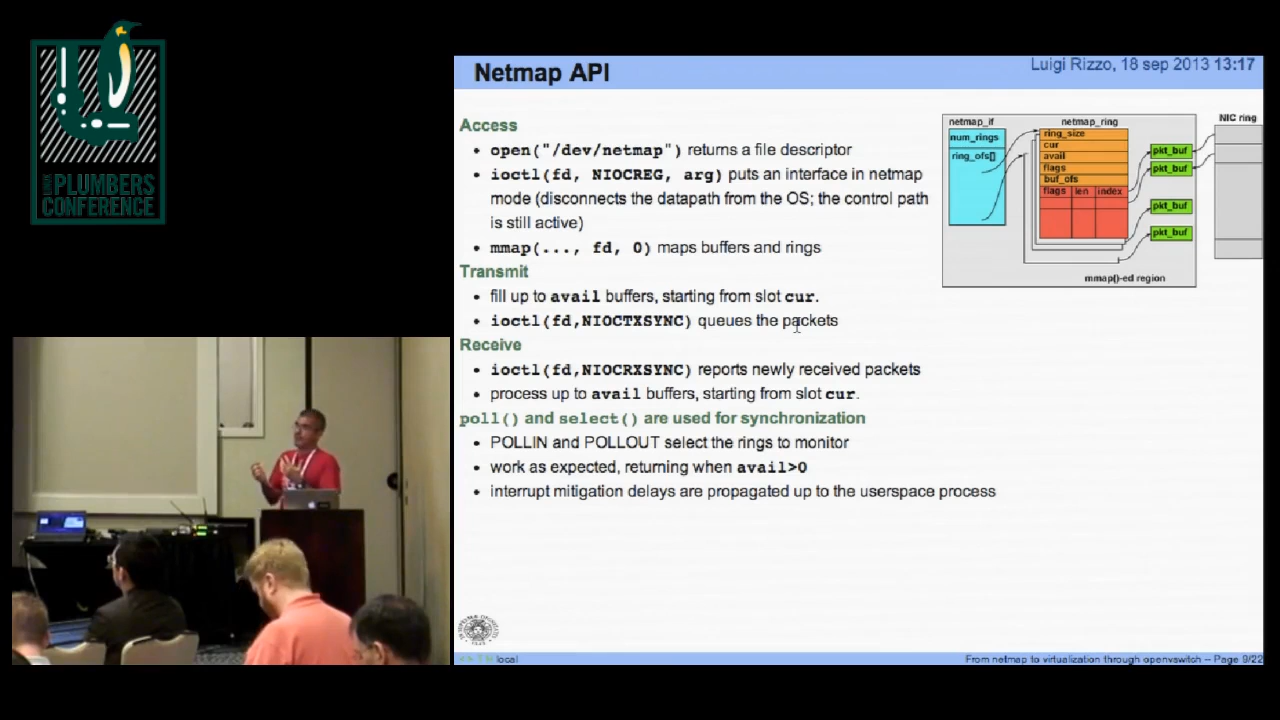 LINUX PLUMBERS
CONFERENCE
Netmap API
Luigi Rizzo, 18 sep 2013 13:17
Access
• open("/dev/netmap") returns a file descriptor
• ioctl(fd, NIOCREG, arg) puts an interface in netmap
mode (disconnects the datapath from the OS; the control path
is still active)
• mmap(..., fd, 0) maps buffers and rings
Transmit
• fill up to avail buffers, starting from slot cur.
• ioctl(fd,NIOCTXSYNC) queues the packets
Receive
• ioctl(fd,NIOCRXSYNC) reports newly received packets
• process up to avail buffers, starting from slot cur.
poll() and select() are used for synchronization
• POLLIN and POLLOUT select the rings to monitor
• work as expected, returning when avail>0
• interrupt mitigation delays are propagated up to the userspace process
netmap_if
num_rings
ring_ofs[]
netmap_ring
ring_size
cur
avail
flags
buf_ofs
flags len index
pkt_buf
pkt_buf
pkt_buf
pkt_buf
NIC ring
mmap()-ed region
local
From netmap to virtualization through openvswitch – Page 9/22